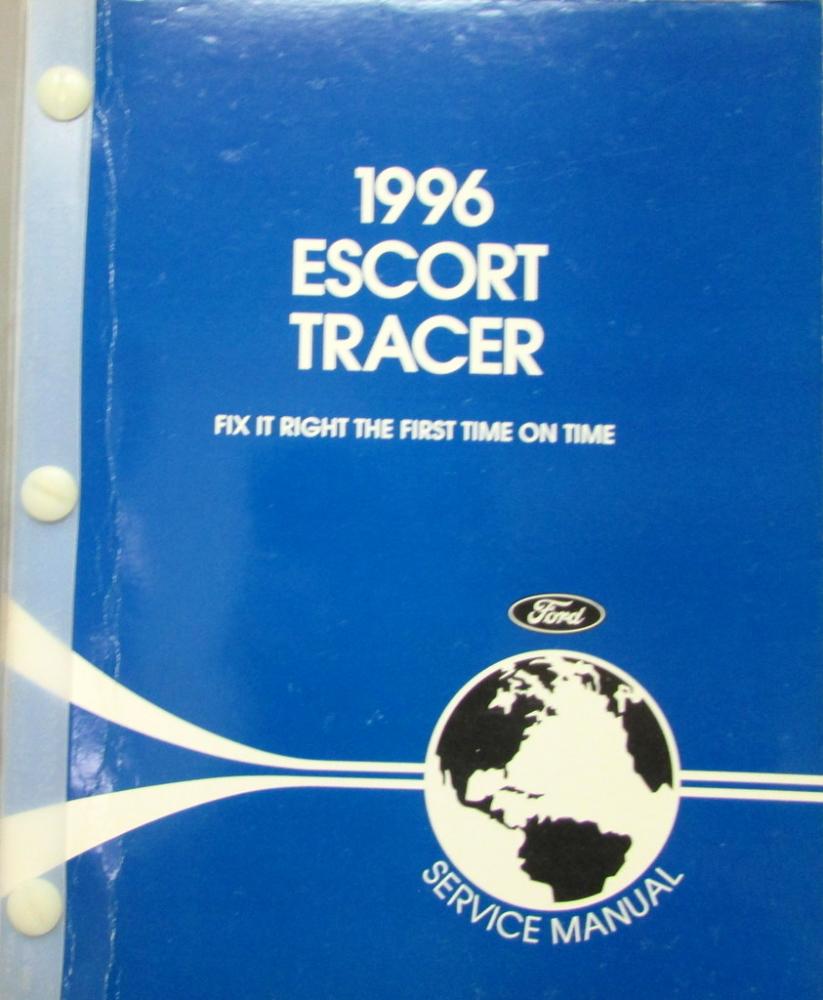 1996
ESCORT
TRACER
FIX IT RIGHT THE FIRST TIME ON TIME
Ford
SERVICE MANUAL